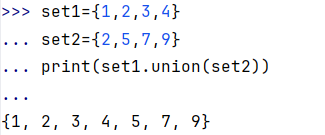 >>> set1={1,2,3,4}
... set2={2,5,7,9}
... print(set1.union(set2))
...
{1, 2, 3, 4, 5, 7, 9}